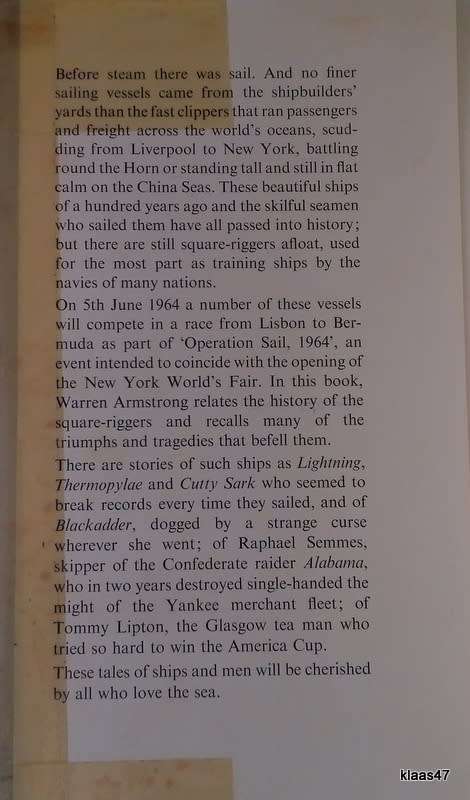 Before steam there was sail. And no finer
sailing vessels came from the shipbuilders'
yards than the fast clippers that ran passengers
and freight across the world's oceans, scud-
ding from Liverpool to New York, battling
round the Horn or standing tall and still in flat
calm on the China Seas. These beautiful ships
of a hundred years ago and the skilful seamen
who sailed them have all passed into history;
but there are still square-riggers afloat, used
for the most part as training ships by the
navies of many nations.
On 5th June 1964 a number of these vessels
will compete in a race from Lisbon to Ber-
muda as part of 'Operation Sail, 1964', an
event intended to coincide with the opening of
the New York World's Fair. In this book,
Warren Armstrong relates the history of the
square-riggers and recalls many of the
triumphs and tragedies that befell them.
There are stories of such ships as Lightning,
Thermopylae and Cutty Sark who seemed to
break records every time they sailed, and of
Blackadder, dogged by a strange curse
wherever she went; of Raphael Semmes,
skipper of the Confederate raider Alabama,
who in two years destroyed single-handed the
might of the Yankee merchant fleet; of
Tommy Lipton, the Glasgow tea man who
tried so hard to win the America Cup.
These tales of ships and men will be cherished
by all who love the sea.
klaas47